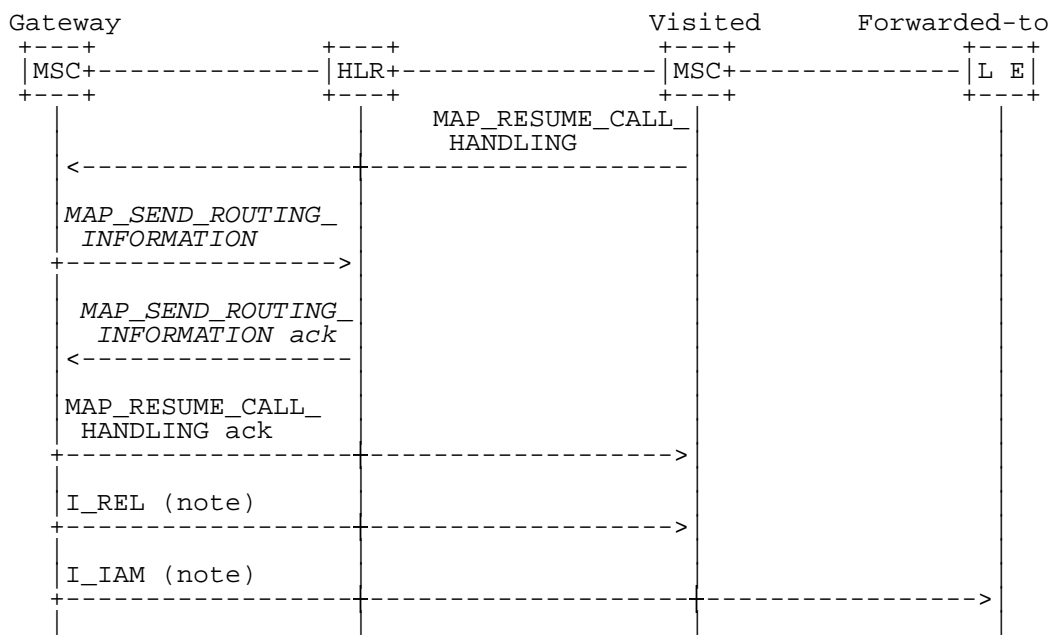 Gateway Visited Forwarded-to
MSC HLR MSC L E
MAP_RESUME_CALL_
HANDLING
MAP_SEND_ROUTING_
INFORMATION
MAP_SEND_ROUTING_
INFORMATION ack
MAP_RESUME_CALL_
HANDLING ack
I_REL (note)
I_IAM (note)